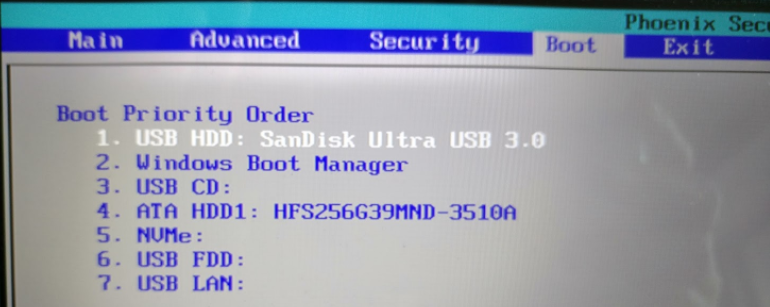 Phoenix Sec
Main Advanced Security Boot Exit
Boot Priority Order
1. USB HDD: SanDisk Ultra USB 3.0
2. Windows Boot Manager
3. USB CD:
4. ATA HDD1: HFS256G39MND-3510A
5. NVMe:
6. USB FDD:
7. USB LAN: